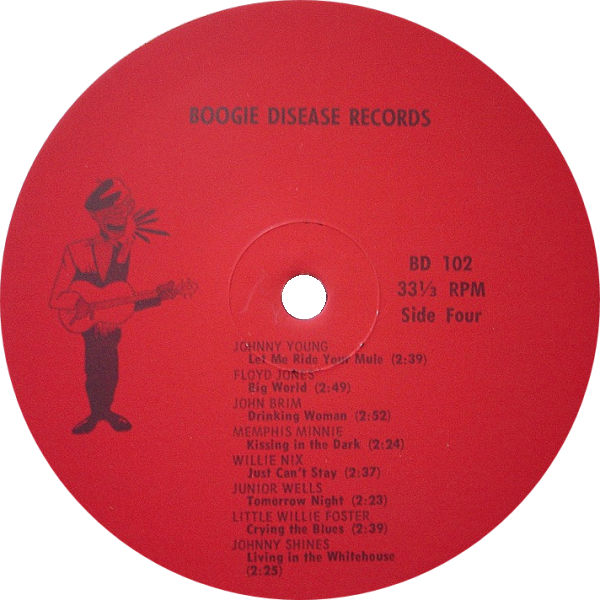 BOOGIE DISEASE RECORDS
BD 102
33⅓ RPM
Side Four
JOHNNY YOUNG
Let Me Ride Your Mule (2:39)
FLOYD JONES
Big World (2:49)
JOHN BRIM
Drinking Woman (2:52)
MEMPHIS MINNIE
Kissing in the Dark (2:24)
WILLIE NIX
Just Can't Stay (2:37)
JUNIOR WELLS
Tomorrow Night (2:23)
LITTLE WILLIE FOSTER
Crying the Blues (2:39)
JOHNNY SHINES
Living in the Whitehouse
(2:25)